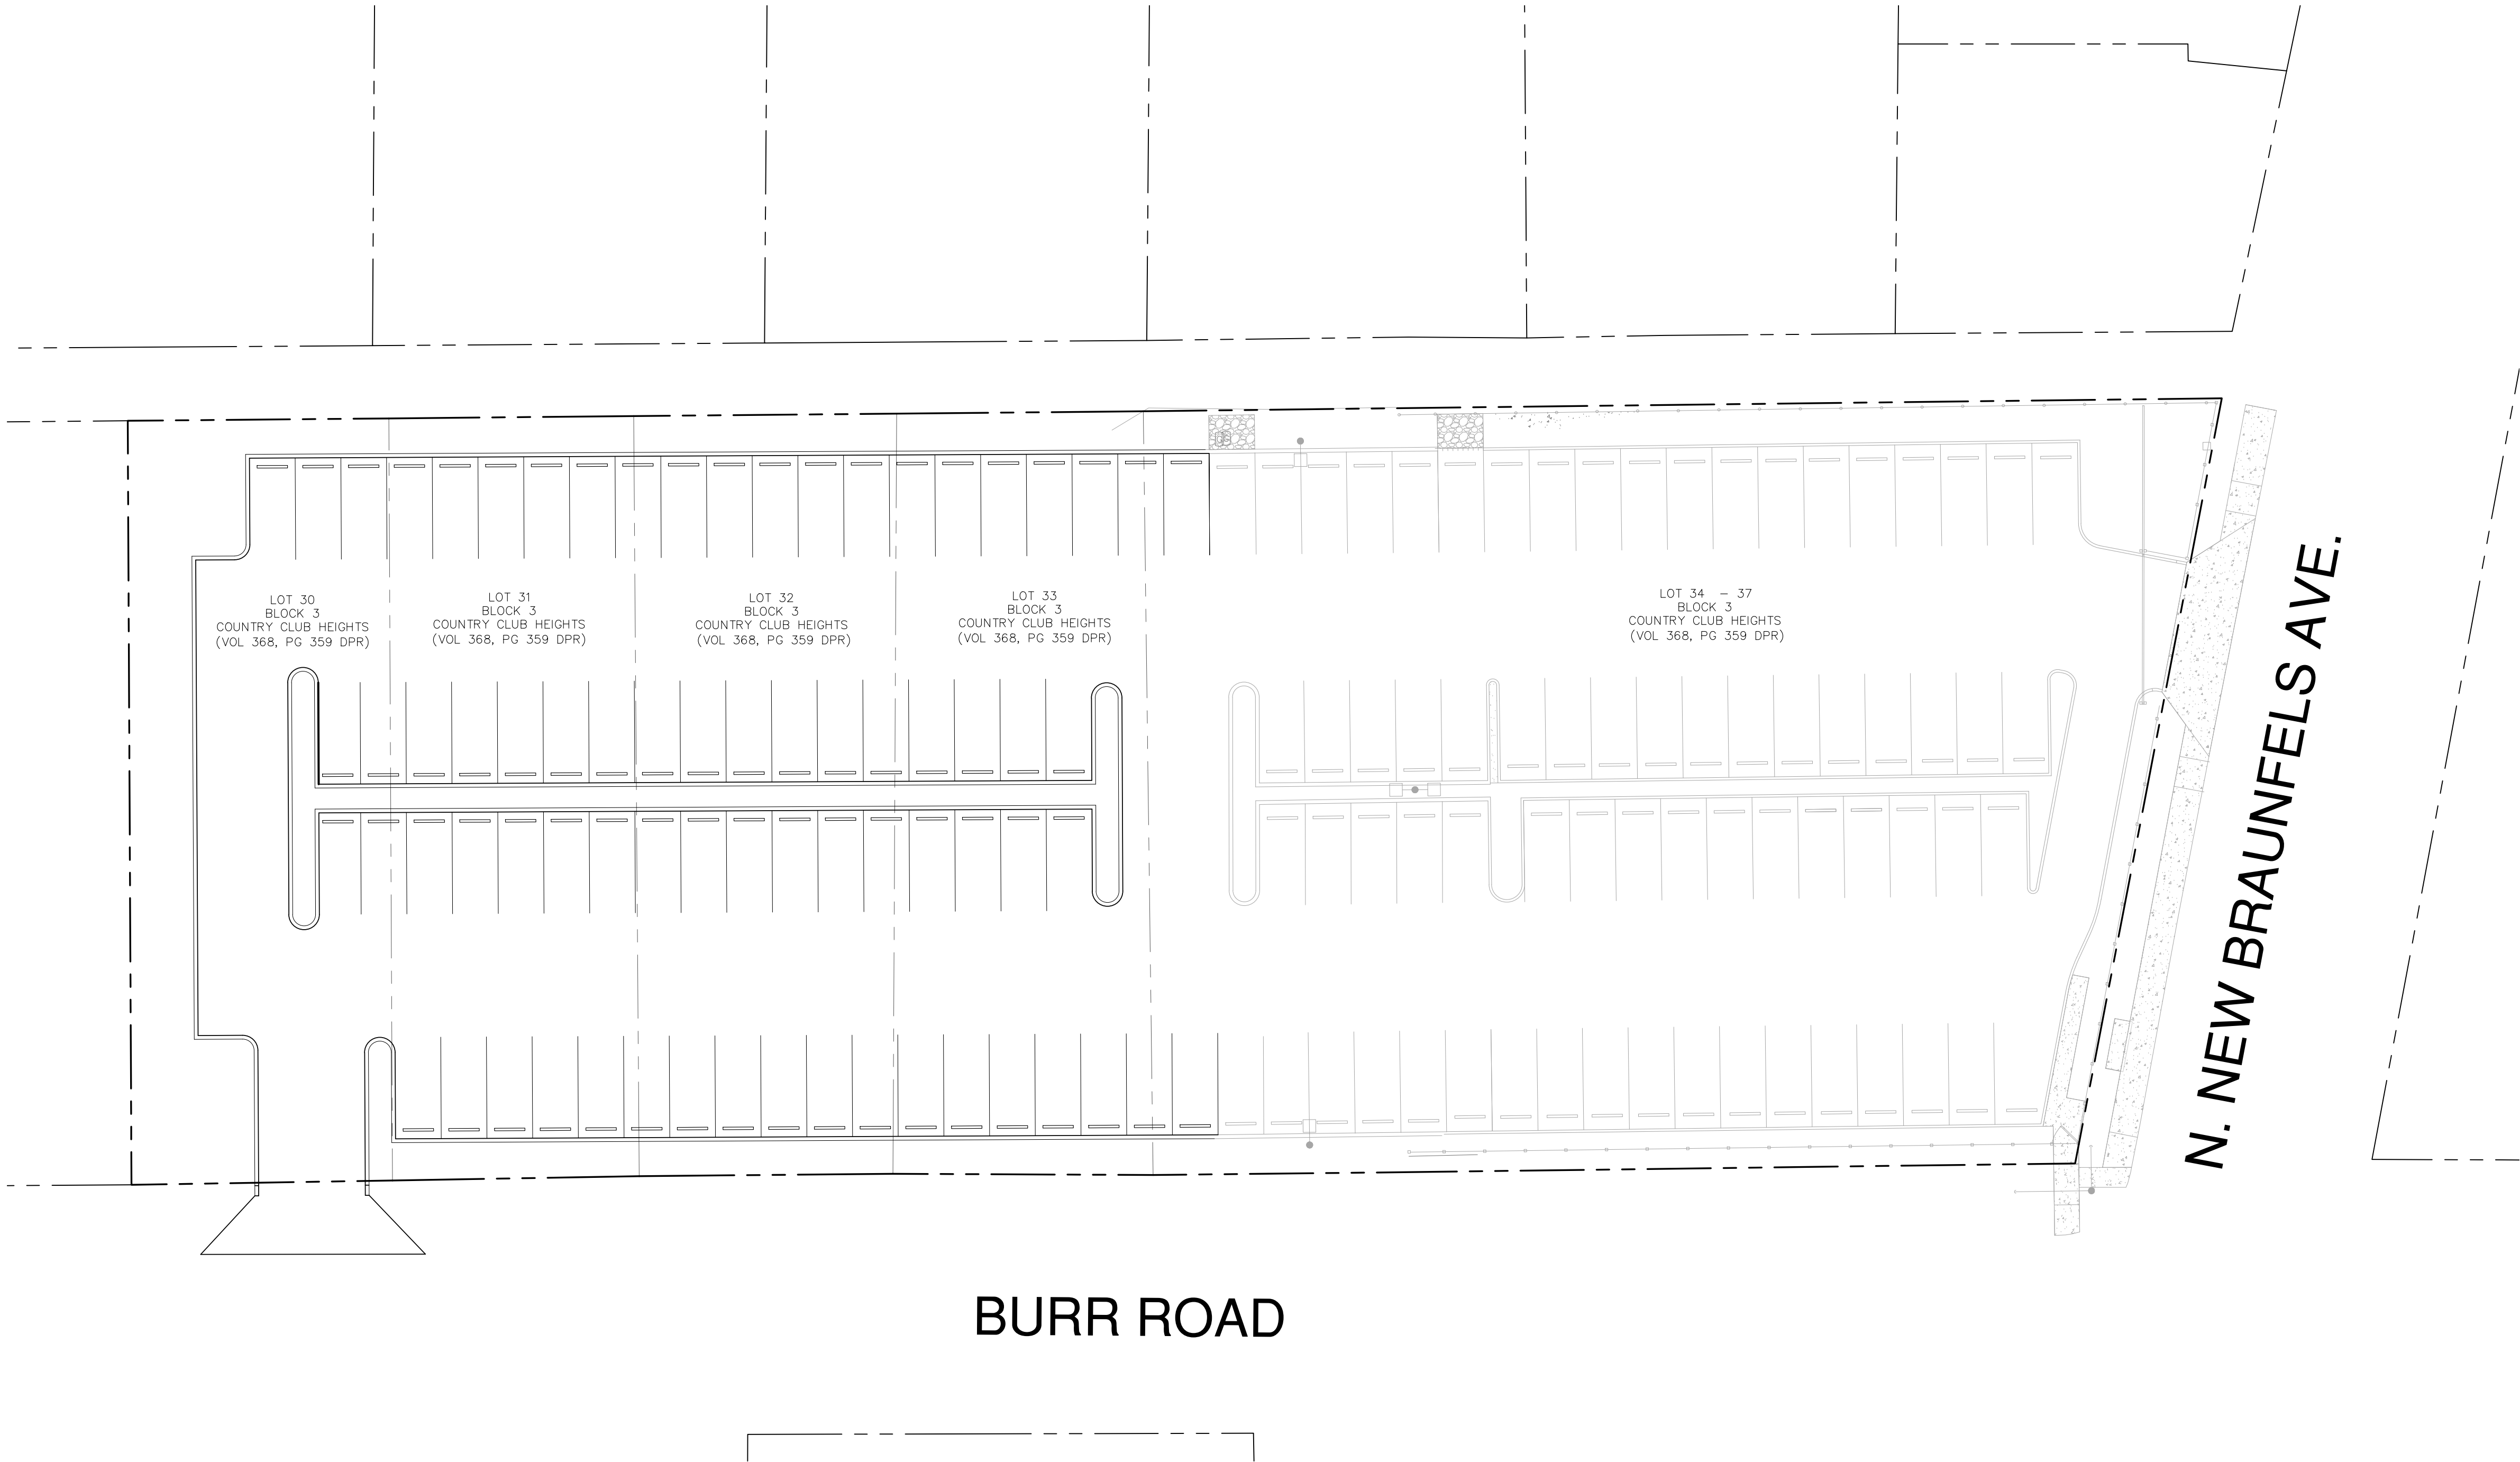 LOT 30
BLOCK 3
COUNTRY CLUB HEIGHTS
(VOL 368, PG 359 DPR)
LOT 31
BLOCK 3
COUNTRY CLUB HEIGHTS
(VOL 368, PG 359 DPR)
LOT 32
BLOCK 3
COUNTRY CLUB HEIGHTS
(VOL 368, PG 359 DPR)
LOT 33
BLOCK 3
COUNTRY CLUB HEIGHTS
(VOL 368, PG 359 DPR)
LOT 34 - 37
BLOCK 3
COUNTRY CLUB HEIGHTS
(VOL 368, PG 359 DPR)
N. NEW BRAUNFELS AVE.
BURR ROAD